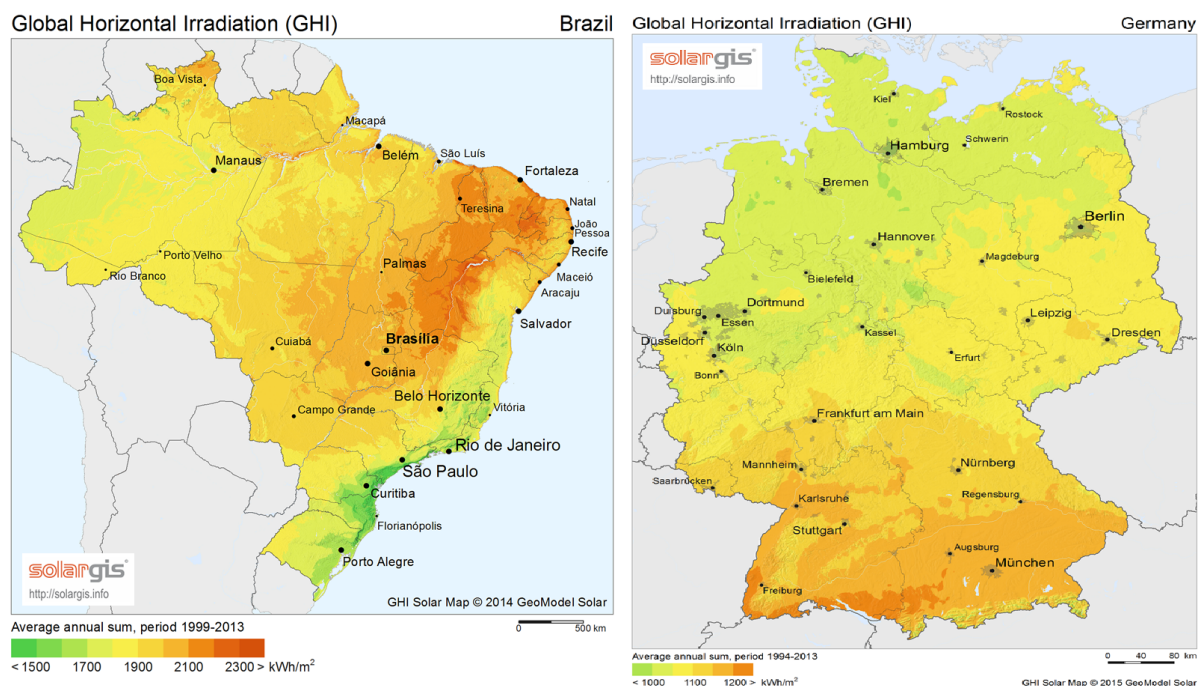 Global Horizontal Irradiation (GHI) Brazil
Boa Vista
Macapá
Manaus
Belém
São Luís
Fortaleza
Teresina
Natal
João
Pessoa
Recife
Porto Velho
Palmas
Maceió
Rio Branco
Aracaju
Salvador
Brasília
Cuiabá
Goiânia
Belo Horizonte
Campo Grande
Vitória
Rio de Janeiro
São Paulo
Curitiba
Florianópolis
Porto Alegre
solargis
http://solargis.info
GHI Solar Map © 2014 GeoModel Solar
Average annual sum, period 1999-2013
0 500 km
< 1500 1700 1900 2100 2300 > kWh/m²
Global Horizontal Irradiation (GHI) Germany
solargis
http://solargis.info
Kiel
Rostock
Schwerin
Hamburg
Bremen
Berlin
Hannover
Magdeburg
Bielefeld
Dortmund
Duisburg
Essen
Leipzig
Düsseldorf
Kassel
Dresden
Köln
Erfurt
Bonn
Frankfurt am Main
Mannheim
Nürnberg
Saarbrücken
Karlsruhe
Regensburg
Stuttgart
Augsburg
München
Freiburg
Average annual sum, period 1994-2013
0 40 80 km
< 1000 1100 1200 > kWh/m²
GHI Solar Map © 2015 GeoModel Solar